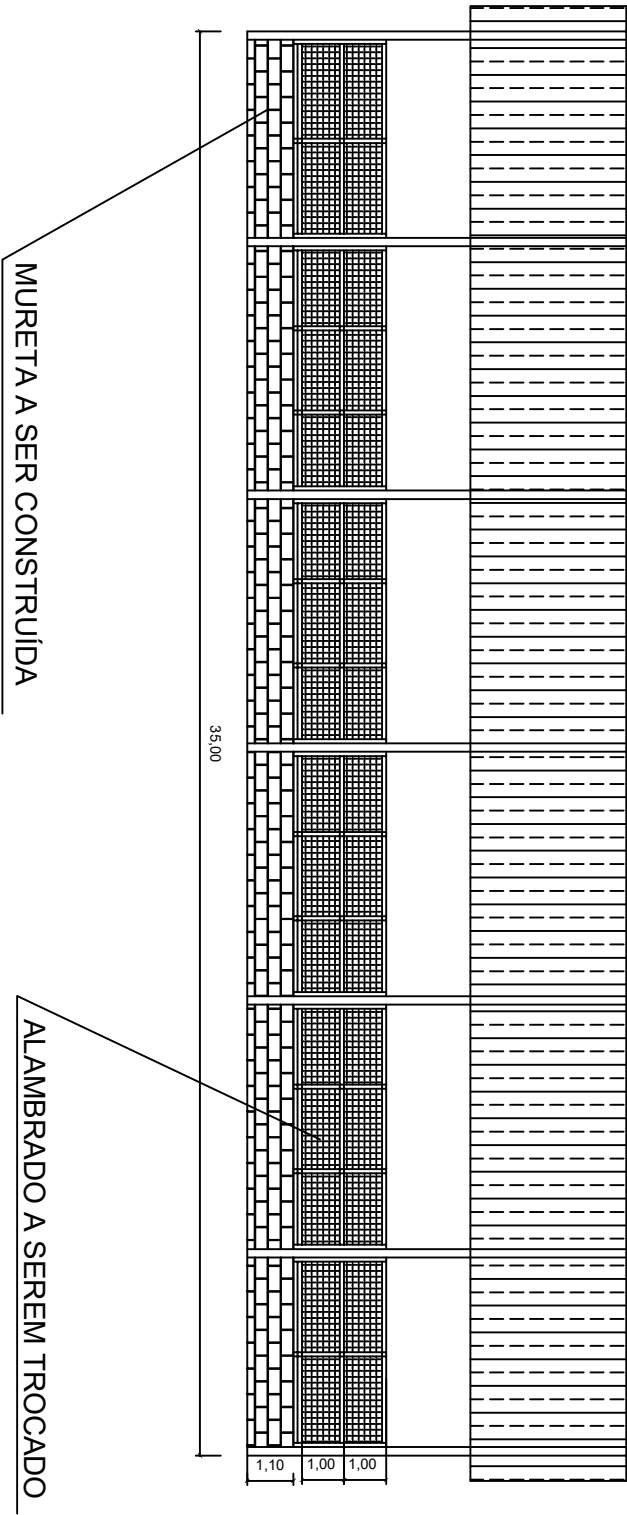 MURETA A SER CONSTRUÍDA
35,00
ALAMBRADO A SEREM TROCADO
1,10
1,00
1,00